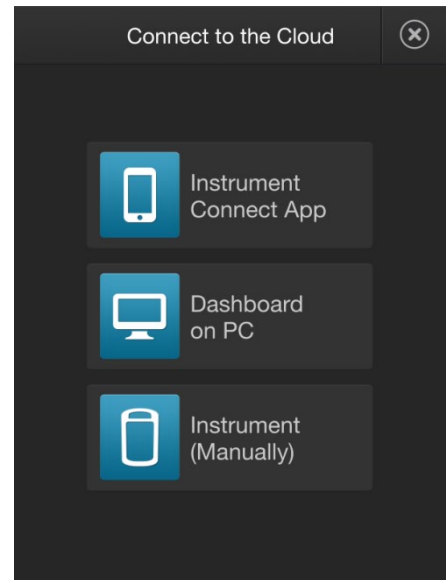 Connect to the Cloud
Instrument
Connect App
Dashboard
on PC
Instrument
(Manually)